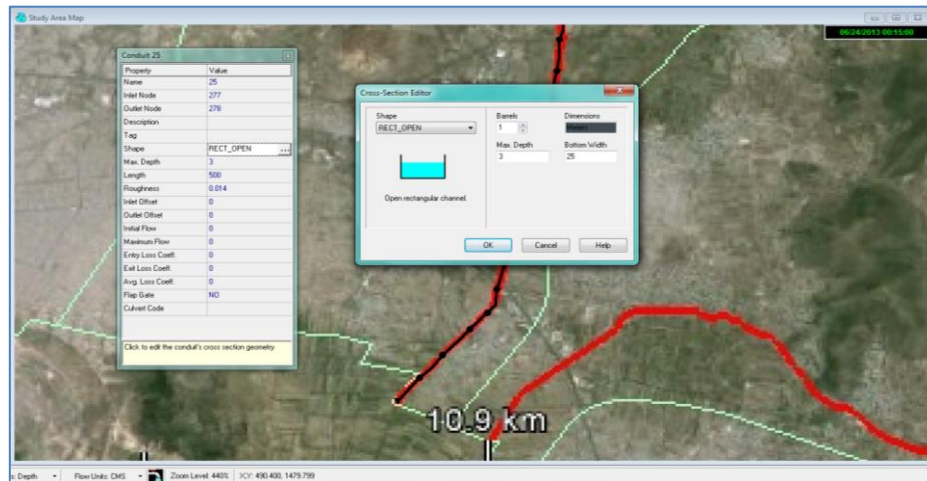 Study Area Map
06/24/2013 00:15:00
Conduit 25
Property Value
Name 25
Inlet Node 277
Outlet Node 278
Description
Tag
Shape RECT_OPEN ...
Max. Depth 3
Length 500
Roughness 0.014
Inlet Offset 0
Outlet Offset 0
Initial Flow 0
Maximum Flow 0
Entry Loss Coeff. 0
Exit Loss Coeff. 0
Avg. Loss Coeff. 0
Flap Gate NO
Culvert Code
Click to edit the conduit's cross section geometry
Cross-Section Editor
Shape
RECT_OPEN
Open rectangular channel.
Barrels
1
Dimensions
Meters
Max. Depth
3
Bottom Width
25
OK Cancel Help
10.9 km
s: Depth Flow Units: CMS Zoom Level: 440% X,Y: 490.400, 1479.799